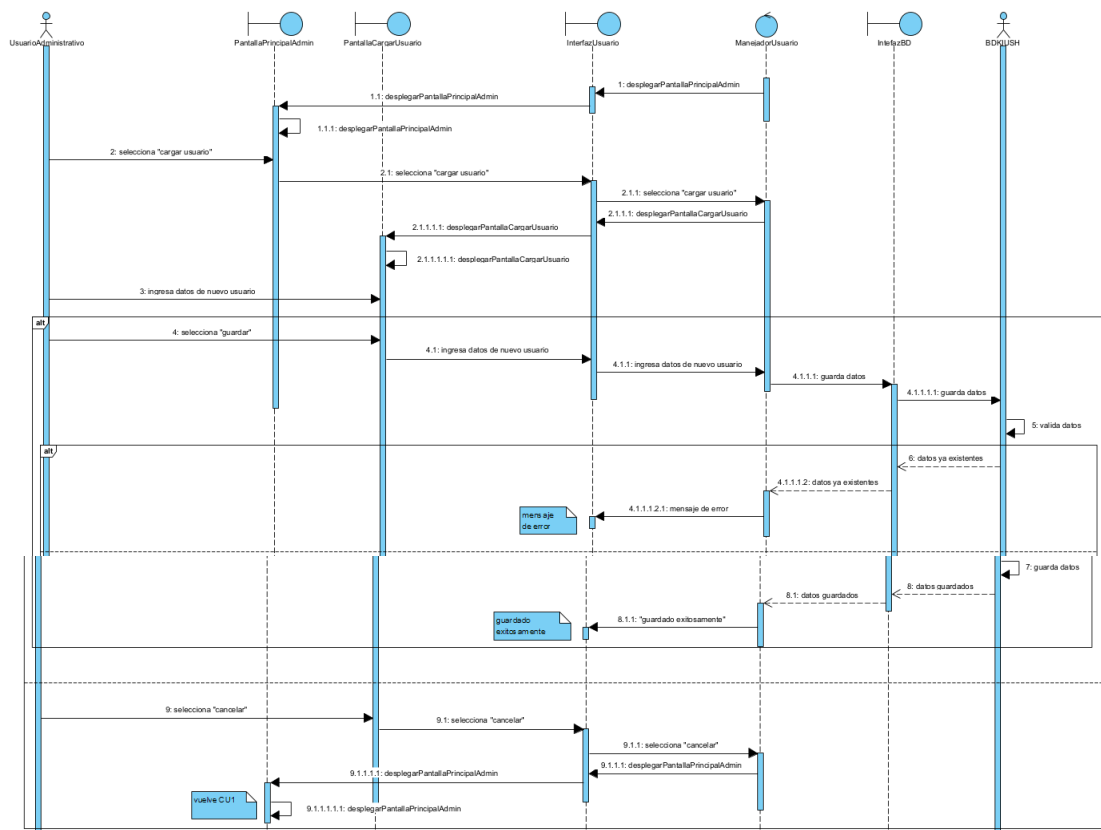 UsuarioAdministrativo
PantallaPrincipalAdmin
PantallaCargarUsuario
InterfazUsuario
ManejadorUsuario
IntefazBD
BDKIUSH
1: desplegarPantallaPrincipalAdmin
1.1: desplegarPantallaPrincipalAdmin
1.1.1: desplegarPantallaPrincipalAdmin
2: selecciona "cargar usuario"
2.1: selecciona "cargar usuario"
2.1.1: selecciona "cargar usuario"
2.1.1.1: desplegarPantallaCargarUsuario
2.1.1.1.1: desplegarPantallaCargarUsuario
2.1.1.1.1.1: desplegarPantallaCargarUsuario
3: ingresa datos de nuevo usuario
alt
4: selecciona "guardar"
4.1: ingresa datos de nuevo usuario
4.1.1: ingresa datos de nuevo usuario
4.1.1.1: guarda datos
4.1.1.1.1: guarda datos
5: valida datos
alt
6: datos ya existentes
4.1.1.1.2: datos ya existentes
4.1.1.1.2.1: mensaje de error
mensaje
de error
7: guarda datos
8: datos guardados
8.1: datos guardados
8.1.1: "guardado exitosamente"
guardado
exitosamente
9: selecciona "cancelar"
9.1: selecciona "cancelar"
9.1.1: selecciona "cancelar"
9.1.1.1: desplegarPantallaPrincipalAdmin
9.1.1.1.1: desplegarPantallaPrincipalAdmin
vuelve CU1
9.1.1.1.1.1: desplegarPantallaPrincipalAdmin